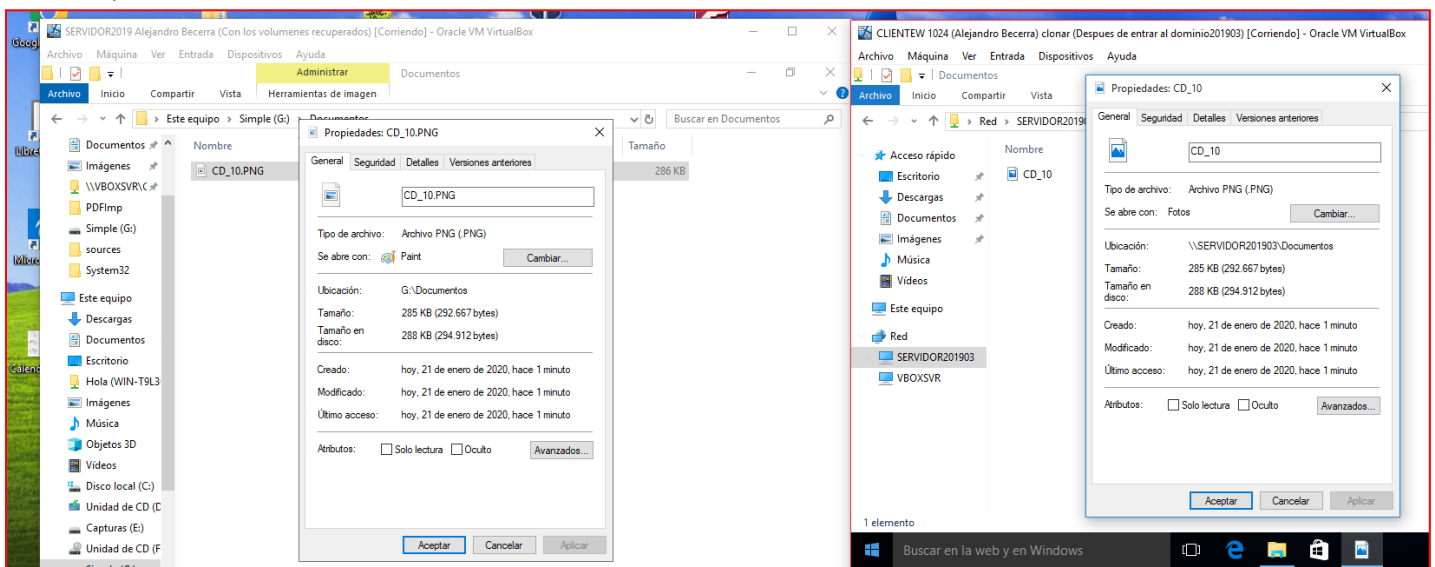 SERVIDOR2019 Alejandro Becerra (Con los volumenes recuperados) [Corriendo] - Oracle VM VirtualBox
Archivo Máquina Ver Entrada Dispositivos Ayuda
Administrar Documentos
Archivo Inicio Compartir Vista Herramientas de imagen
Este equipo > Simple (G:) > Documentos
Buscar en Documentos
Nombre Tamaño
CD_10.PNG 286 KB
Documentos
Imágenes
\\VBOXSVR\C
PDFImp
Simple (G:)
sources
System32
Este equipo
Descargas
Documentos
Escritorio
Hola (WIN-T9L3
Imágenes
Música
Objetos 3D
Vídeos
Disco local (C:)
Unidad de CD (D
Capturas (E:)
Unidad de CD (F
Propiedades: CD_10.PNG
General Seguridad Detalles Versiones anteriores
CD_10.PNG
Tipo de archivo: Archivo PNG (.PNG)
Se abre con: Paint Cambiar...
Ubicación: G:\Documentos
Tamaño: 285 KB (292.667 bytes)
Tamaño en
disco: 288 KB (294.912 bytes)
Creado: hoy, 21 de enero de 2020, hace 1 minuto
Modificado: hoy, 21 de enero de 2020, hace 1 minuto
Último acceso: hoy, 21 de enero de 2020, hace 1 minuto
Atributos: Solo lectura Oculto Avanzados...
Aceptar Cancelar Aplicar
CLIENTEW 1024 (Alejandro Becerra) clonar (Despues de entrar al dominio201903) [Corriendo] - Oracle VM VirtualBox
Archivo Máquina Ver Entrada Dispositivos Ayuda
Documentos
Archivo Inicio Compartir Vista
Red > SERVIDOR20190
Nombre
CD_10
Acceso rápido
Escritorio
Descargas
Documentos
Imágenes
Música
Vídeos
Este equipo
Red
SERVIDOR201903
VBOXSVR
1 elemento
Propiedades: CD_10
General Seguridad Detalles Versiones anteriores
CD_10
Tipo de archivo: Archivo PNG (.PNG)
Se abre con: Fotos Cambiar...
Ubicación: \\SERVIDOR201903\Documentos
Tamaño: 285 KB (292.667 bytes)
Tamaño en
disco: 288 KB (294.912 bytes)
Creado: hoy, 21 de enero de 2020, hace 1 minuto
Modificado: hoy, 21 de enero de 2020, hace 1 minuto
Último acceso: hoy, 21 de enero de 2020, hace 1 minuto
Atributos: Solo lectura Oculto Avanzados...
Aceptar Cancelar Aplicar
Buscar en la web y en Windows